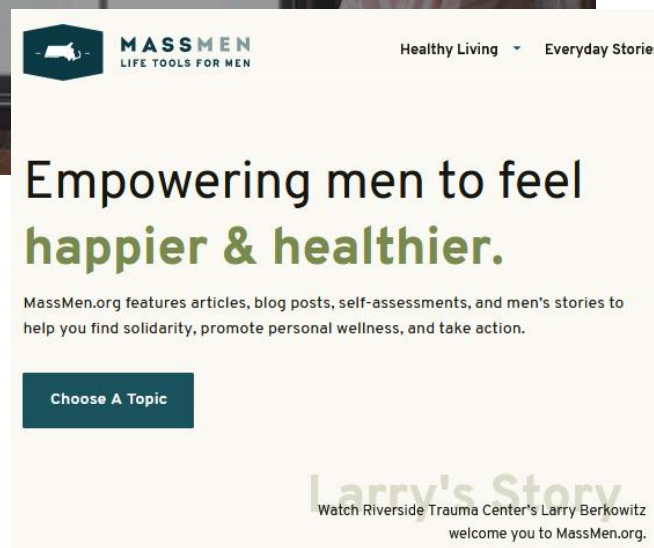 MASSMEN
LIFE TOOLS FOR MEN
Healthy Living
Everyday Stories
Empowering men to feel
happier & healthier.
MassMen.org features articles, blog posts, self-assessments, and men's stories to
help you find solidarity, promote personal wellness, and take action.
Choose A Topic
Larry's Story
Watch Riverside Trauma Center's Larry Berkowitz
welcome you to MassMen.org.